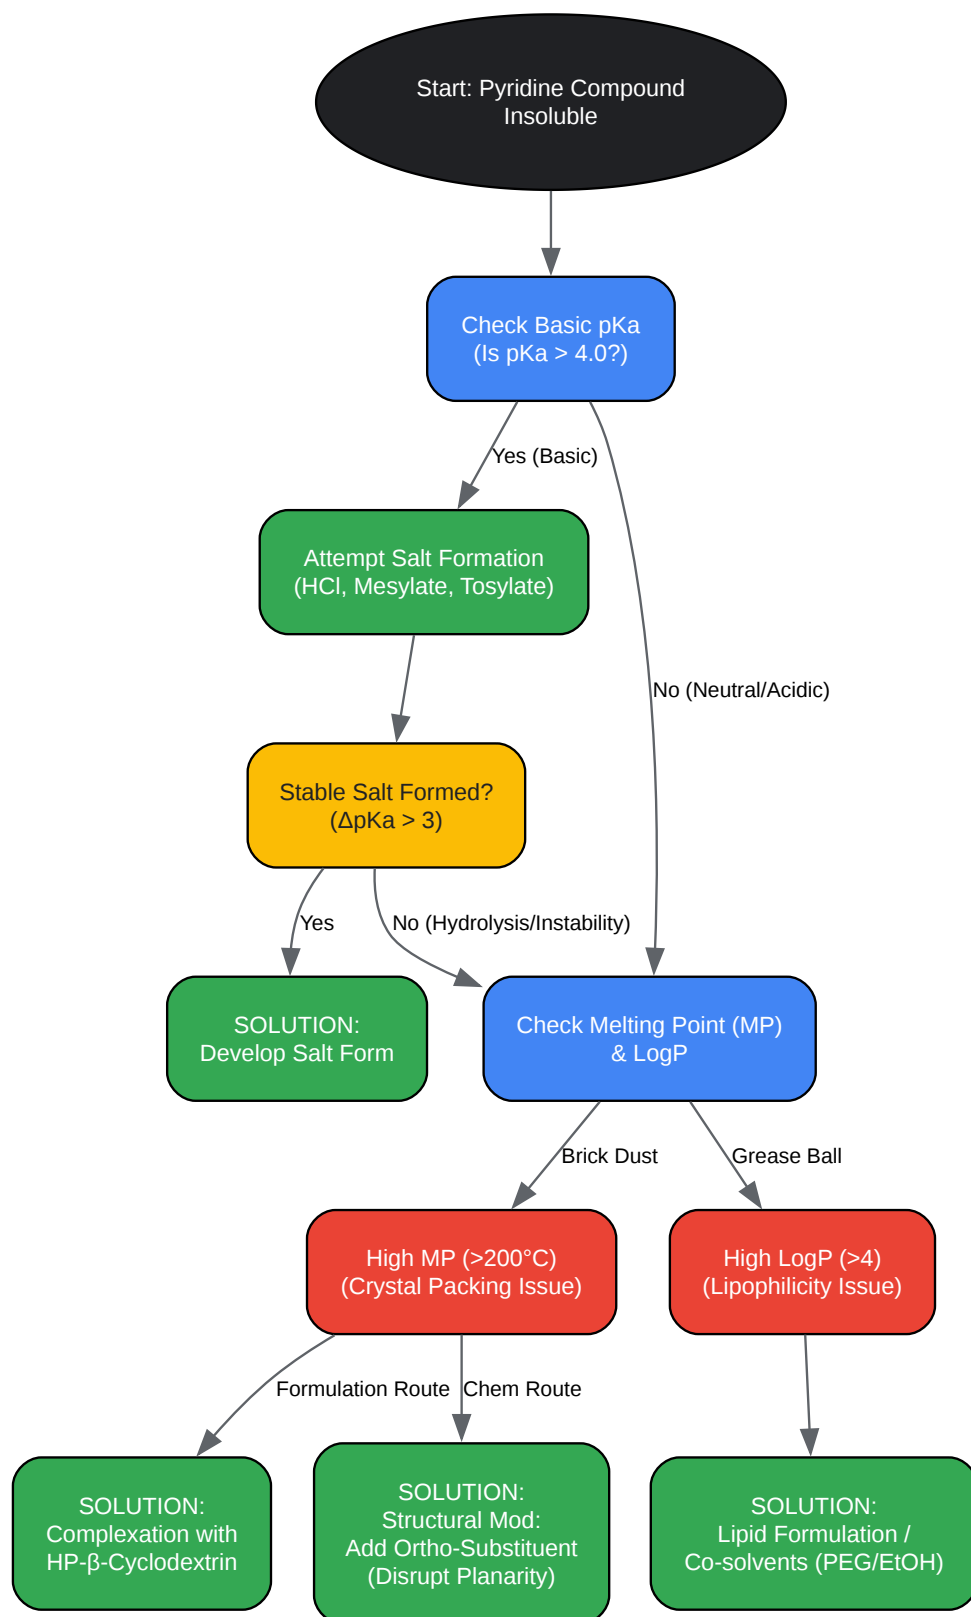 Start: Pyridine Compound
Insoluble
Check Basic pKa
(Is pKa > 4.0?)
Yes (Basic)
Attempt Salt Formation
(HCl, Mesylate, Tosylate)
No (Neutral/Acidic)
Stable Salt Formed?
(ΔpKa > 3)
Yes
No (Hydrolysis/Instability)
SOLUTION:
Develop Salt Form
Check Melting Point (MP)
& LogP
Brick Dust
Grease Ball
High MP (>200°C)
(Crystal Packing Issue)
High LogP (>4)
(Lipophilicity Issue)
Formulation Route
Chem Route
SOLUTION:
Complexation with
HP-β-Cyclodextrin
SOLUTION:
Structural Mod:
Add Ortho-Substituent
(Disrupt Planarity)
SOLUTION:
Lipid Formulation /
Co-solvents (PEG/EtOH)